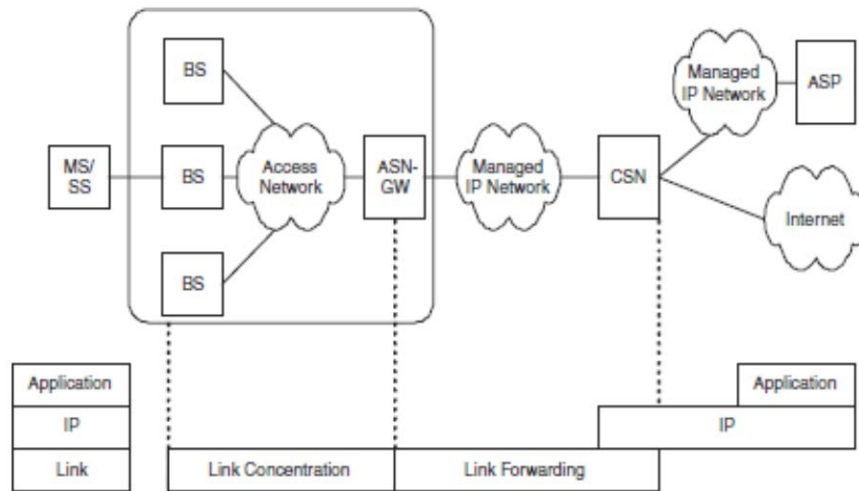 BS
Managed
IP Network
ASP
MS/
SS
BS
Access
Network
ASN-
GW
Managed
IP Network
CSN
Internet
BS
Application
IP
Link
Link Concentration
Link Forwarding
Application
IP